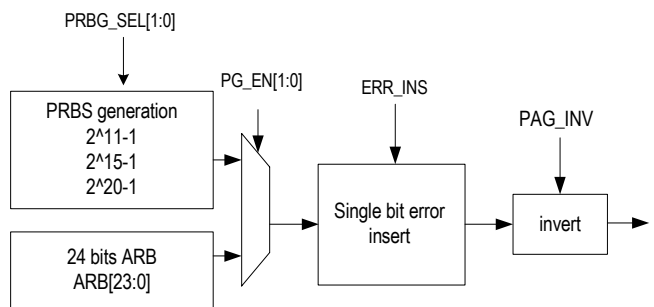 PRBG_SEL[1:0]
PG_EN[1:0]
ERR_INS
PAG_INV
PRBS generation
2^11-1
2^15-1
2^20-1
Single bit error
insert
invert
24 bits ARB
ARB[23:0]